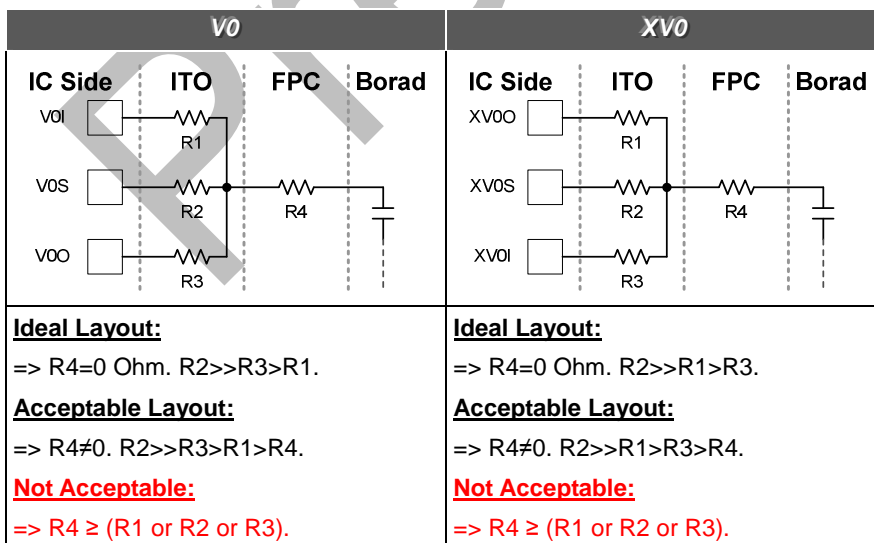 V0
XV0
IC Side ITO FPC Borad
V0I
R1
V0S
R2 R4
V0O
R3
IC Side ITO FPC Borad
XV0O
R1
XV0S
R2 R4
XV0I
R3
Ideal Layout:
=> R4=0 Ohm. R2>>R3>R1.
Acceptable Layout:
=> R4≠0. R2>>R3>R1>R4.
Not Acceptable:
=> R4 ≥ (R1 or R2 or R3).
Ideal Layout:
=> R4=0 Ohm. R2>>R1>R3.
Acceptable Layout:
=> R4≠0. R2>>R1>R3>R4.
Not Acceptable:
=> R4 ≥ (R1 or R2 or R3).